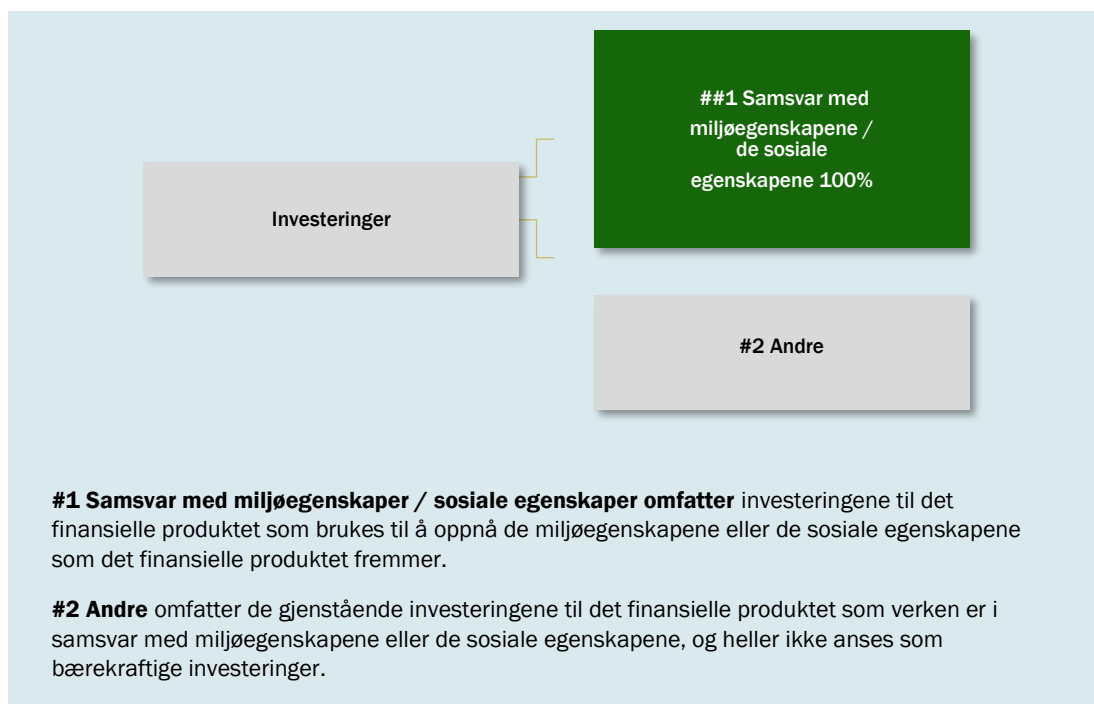 ##1 Samsvar med
miljøegenskapene /
de sosiale
egenskapene 100%
Investeringer
#2 Andre
#1 Samsvar med miljøegenskaper / sosiale egenskaper omfatter investeringene til det
finansielle produktet som brukes til å oppnå de miljøegenskapene eller de sosiale egenskapene
som det finansielle produktet fremmer.
#2 Andre omfatter de gjenstående investeringene til det finansielle produktet som verken er i
samsvar med miljøegenskapene eller de sosiale egenskapene, og heller ikke anses som
bærekraftige investeringer.